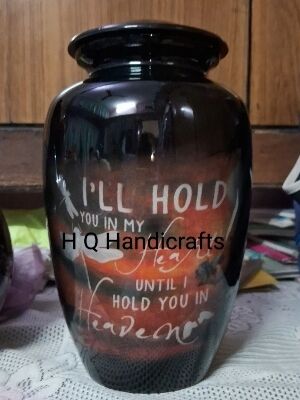 I'LL HOLD
YOU IN MY
Heart
H Q Handicrafts
UNTIL I
HOLD YOU IN
Heaven